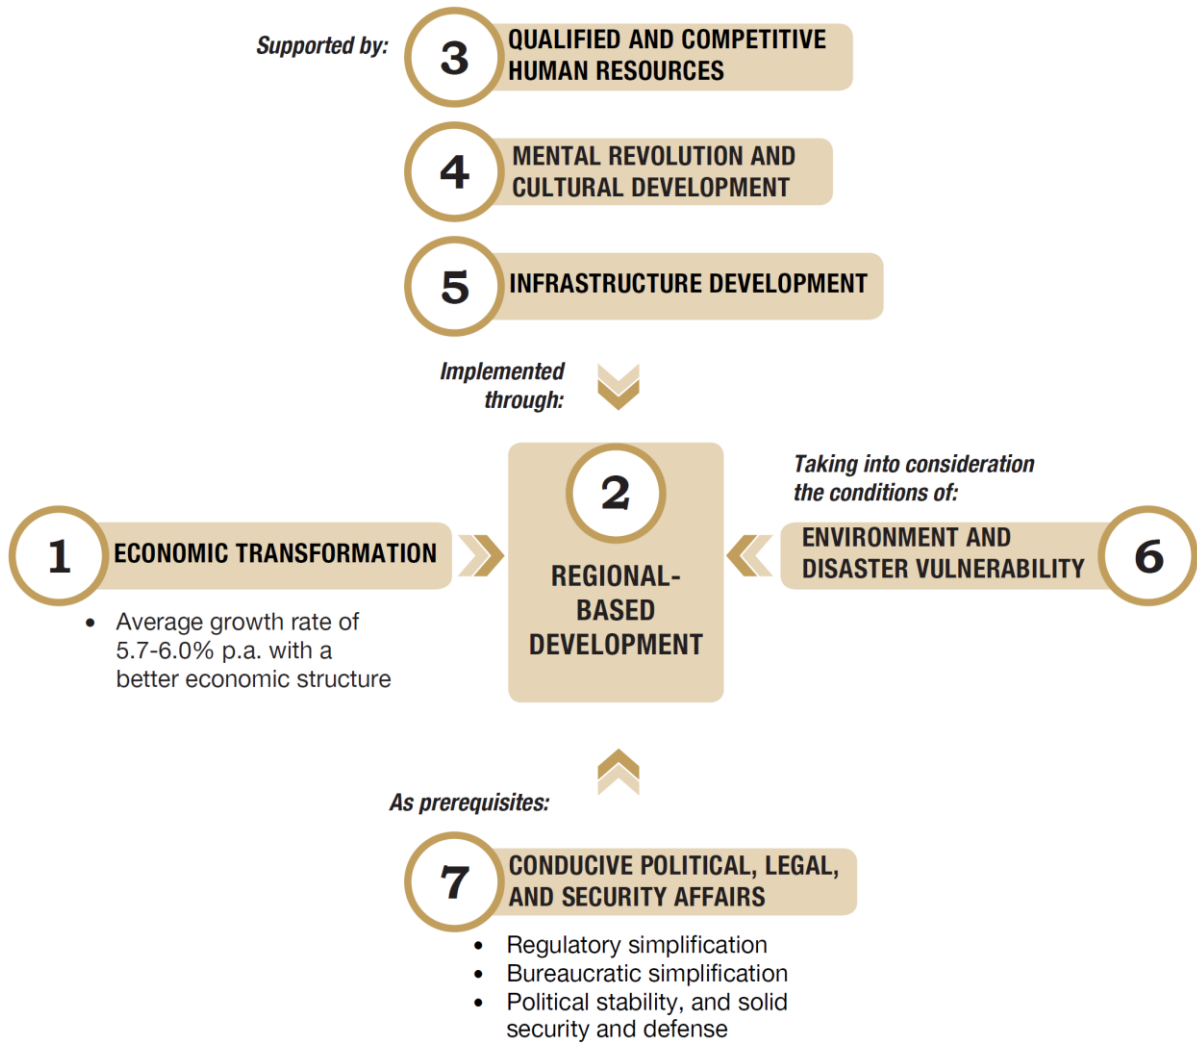 Supported by:
3
QUALIFIED AND COMPETITIVE
HUMAN RESOURCES
4
MENTAL REVOLUTION AND
CULTURAL DEVELOPMENT
5
INFRASTRUCTURE DEVELOPMENT
Implemented
through:
1
ECONOMIC TRANSFORMATION
• Average growth rate of
5.7-6.0% p.a. with a
better economic structure
2
REGIONAL-
BASED
DEVELOPMENT
Taking into consideration
the conditions of:
ENVIRONMENT AND
DISASTER VULNERABILITY
6
As prerequisites:
7
CONDUCIVE POLITICAL, LEGAL,
AND SECURITY AFFAIRS
• Regulatory simplification
• Bureaucratic simplification
• Political stability, and solid
security and defense